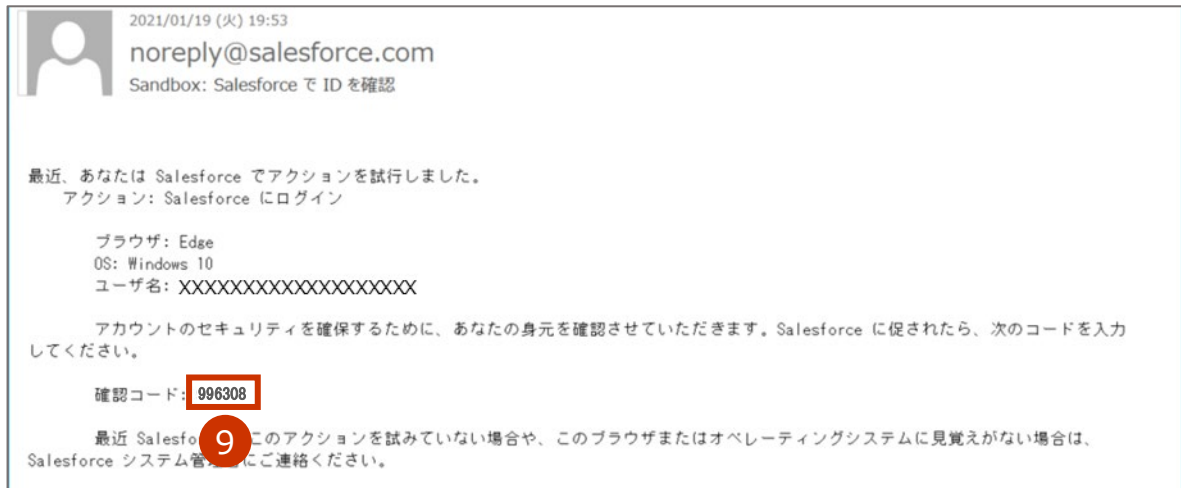 2021/01/19 (火) 19:53
noreply@salesforce.com
Sandbox: Salesforce で ID を確認
最近、あなたは Salesforce でアクションを試行しました。
アクション: Salesforce にログイン
ブラウザ: Edge
OS: Windows 10
ユーザ名: XXXXXXXXXXXXXXXXXXX
アカウントのセキュリティを確保するために、あなたの身元を確認させていただきます。Salesforce に促されたら、次のコードを入力
してください。
確認コード: 996308
9
最近 Salesfo このアクションを試みていない場合や、このブラウザまたはオペレーティングシステムに見覚えがない場合は、
Salesforce システム管 にご連絡ください。